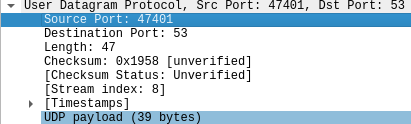 User Datagram Protocol, Src Port: 47401, Dst Port: 53
Source Port: 47401
Destination Port: 53
Length: 47
Checksum: 0x1958 [unverified]
[Checksum Status: Unverified]
[Stream index: 8]
[Timestamps]
UDP payload (39 bytes)